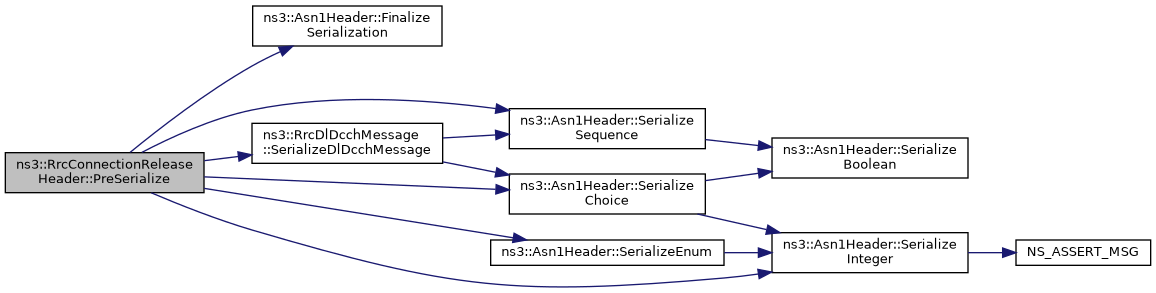 ns3::Asn1Header::Finalize
Serialization
ns3::Asn1Header::Serialize
Sequence
ns3::RrcDlDcchMessage
::SerializeDlDcchMessage
ns3::Asn1Header::Serialize
Boolean
ns3::RrcConnectionRelease
Header::PreSerialize
ns3::Asn1Header::Serialize
Choice
ns3::Asn1Header::SerializeEnum
ns3::Asn1Header::Serialize
Integer
NS_ASSERT_MSG